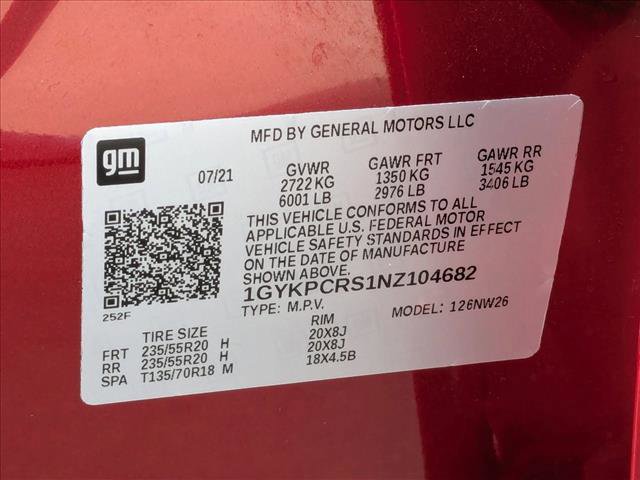 MFD BY GENERAL MOTORS LLC
gm
07/21 GVWR GAWR FRT GAWR RR
2722 KG 1350 KG 1545 KG
6001 LB 2976 LB 3406 LB
THIS VEHICLE CONFORMS TO ALL
APPLICABLE U.S. FEDERAL MOTOR
VEHICLE SAFETY STANDARDS IN EFFECT
ON THE DATE OF MANUFACTURE
SHOWN ABOVE.
1GYKPCRS1NZ104682
TYPE: M.P.V. MODEL: 126NW26
252F
TIRE SIZE RIM
FRT 235/55R20 H 20X8J
RR 235/55R20 H 20X8J
SPA T135/70R18 M 18X4.5B